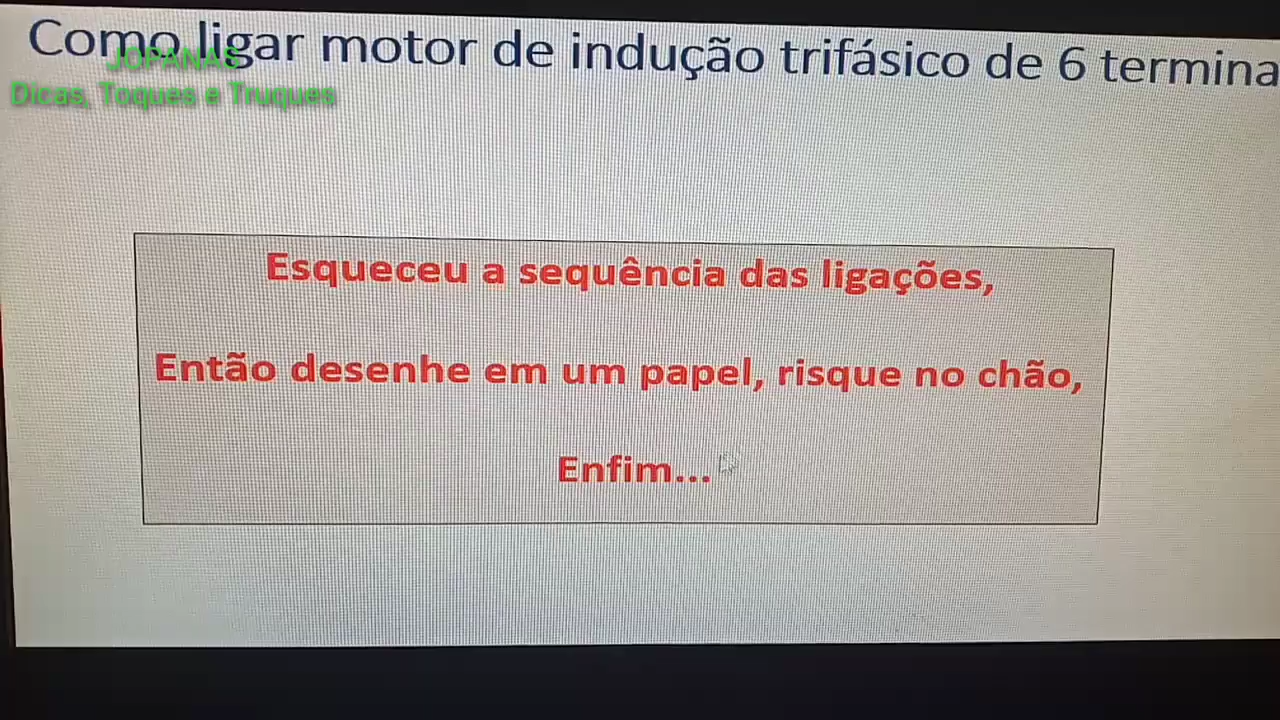 Como ligar motor de indução trifásico de 6 termina
JOPANAS
Dicas, Toques e Truques
Esqueceu a sequência das ligações,
Então desenhe em um papel, risque no chão,
Enfim...